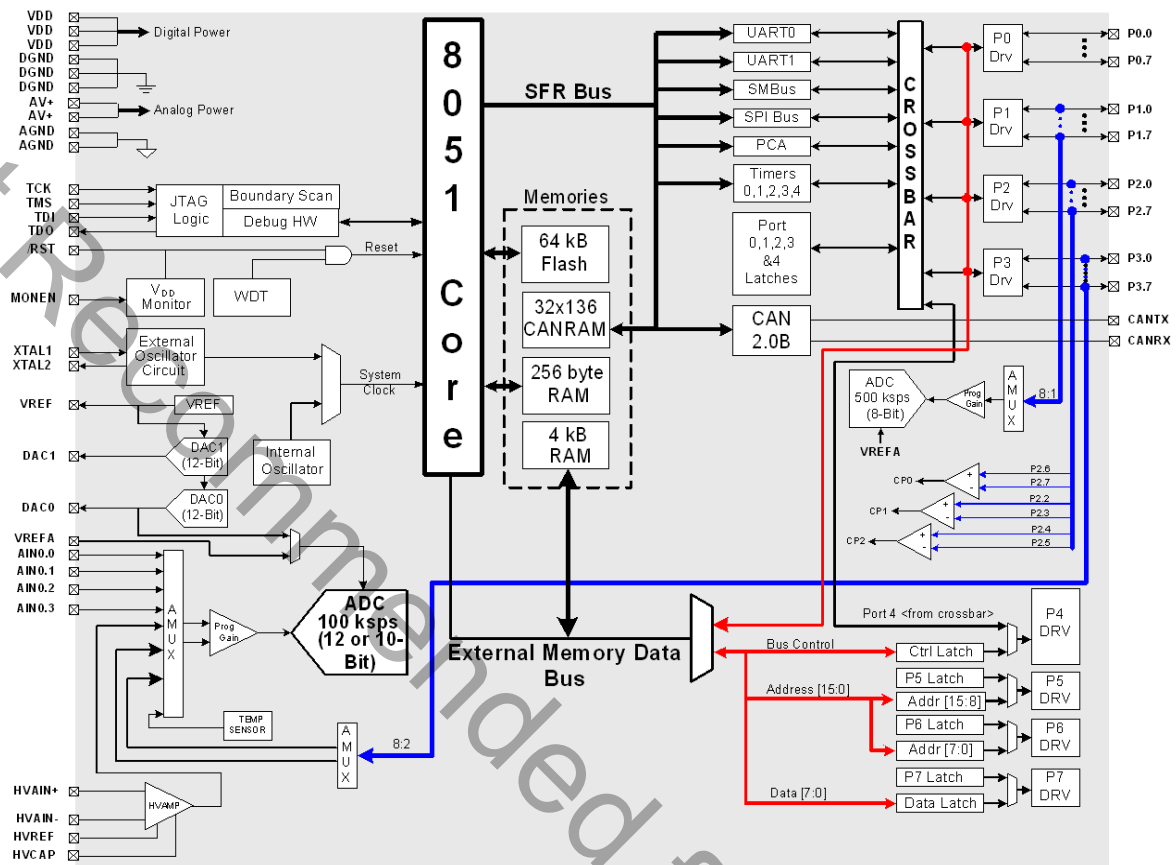 VDD
VDD
VDD
DGND
DGND
DGND
AV+
AV+
AGND
AGND
Digital Power
Analog Power
TCK
TMS
TDI
TDO
/RST
MONEN
XTAL1
XTAL2
VREF
DAC1
DAC0
VREFA
AIN0.0
AIN0.1
AIN0.2
AIN0.3
HVAIN+
HVAIN-
HVREF
HVCAP
JTAG
Logic
Boundary Scan
Debug HW
Reset
VDD
Monitor
WDT
External
Oscillator
Circuit
System
Clock
VREF
DAC1
(12-Bit)
Internal
Oscillator
DAC0
(12-Bit)
AMUX
Prog
Gain
ADC
100 ksps
(12 or 10-
Bit)
TEMP
SENSOR
AMUX
8:2
HVAMP
8051 Core
SFR Bus
Memories
64 kB
Flash
32x136
CANRAM
256 byte
RAM
4 kB
RAM
External Memory Data
Bus
UART0
UART1
SMBus
SPI Bus
PCA
Timers
0,1,2,3,4
Port
0,1,2,3
&4
Latches
CAN
2.0B
CROSSBAR
P0
Drv
P1
Drv
P2
Drv
P3
Drv
P0.0
P0.7
P1.0
P1.7
P2.0
P2.7
P3.0
P3.7
CANTX
CANRX
ADC
500 ksps
(8-Bit)
VREFA
Prog
Gain
AMUX
8:1
CP0
+
-
P2.6
P2.7
CP1
+
-
P2.2
P2.3
CP2
+
-
P2.4
P2.5
Port 4 <from crossbar>
Bus Control
Ctrl Latch
P4
DRV
Address [15:0]
P5 Latch
Addr [15:8]
P5
DRV
P6 Latch
Addr [7:0]
P6
DRV
Data [7:0]
P7 Latch
Data Latch
P7
DRV
Recommended f